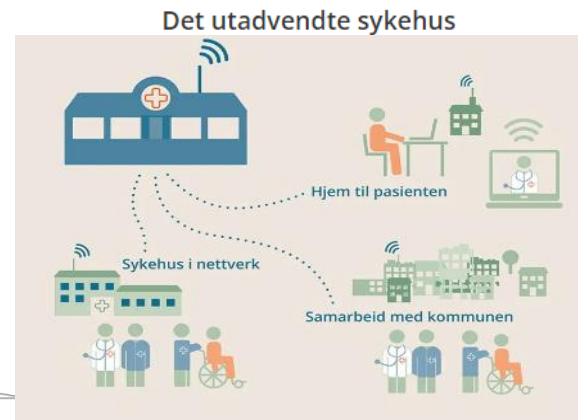 Det utadvendte sykehus
Hjem til pasienten
Sykehus i nettverk
Samarbeid med kommunen